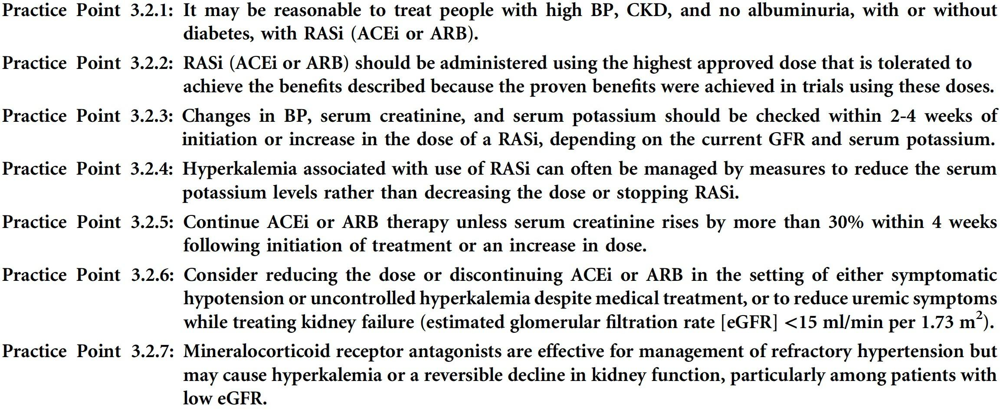 Practice Point 3.2.1: It may be reasonable to treat people with high BP, CKD, and no albuminuria, with or without
diabetes, with RASi (ACEi or ARB).
Practice Point 3.2.2: RASi (ACEi or ARB) should be administered using the highest approved dose that is tolerated to
achieve the benefits described because the proven benefits were achieved in trials using these doses.
Practice Point 3.2.3: Changes in BP, serum creatinine, and serum potassium should be checked within 2-4 weeks of
initiation or increase in the dose of a RASi, depending on the current GFR and serum potassium.
Practice Point 3.2.4: Hyperkalemia associated with use of RASi can often be managed by measures to reduce the serum
potassium levels rather than decreasing the dose or stopping RASi.
Practice Point 3.2.5: Continue ACEi or ARB therapy unless serum creatinine rises by more than 30% within 4 weeks
following initiation of treatment or an increase in dose.
Practice Point 3.2.6: Consider reducing the dose or discontinuing ACEi or ARB in the setting of either symptomatic
hypotension or uncontrolled hyperkalemia despite medical treatment, or to reduce uremic symptoms
while treating kidney failure (estimated glomerular filtration rate [eGFR] <15 ml/min per 1.73 m²).
Practice Point 3.2.7: Mineralocorticoid receptor antagonists are effective for management of refractory hypertension but
may cause hyperkalemia or a reversible decline in kidney function, particularly among patients with
low eGFR.